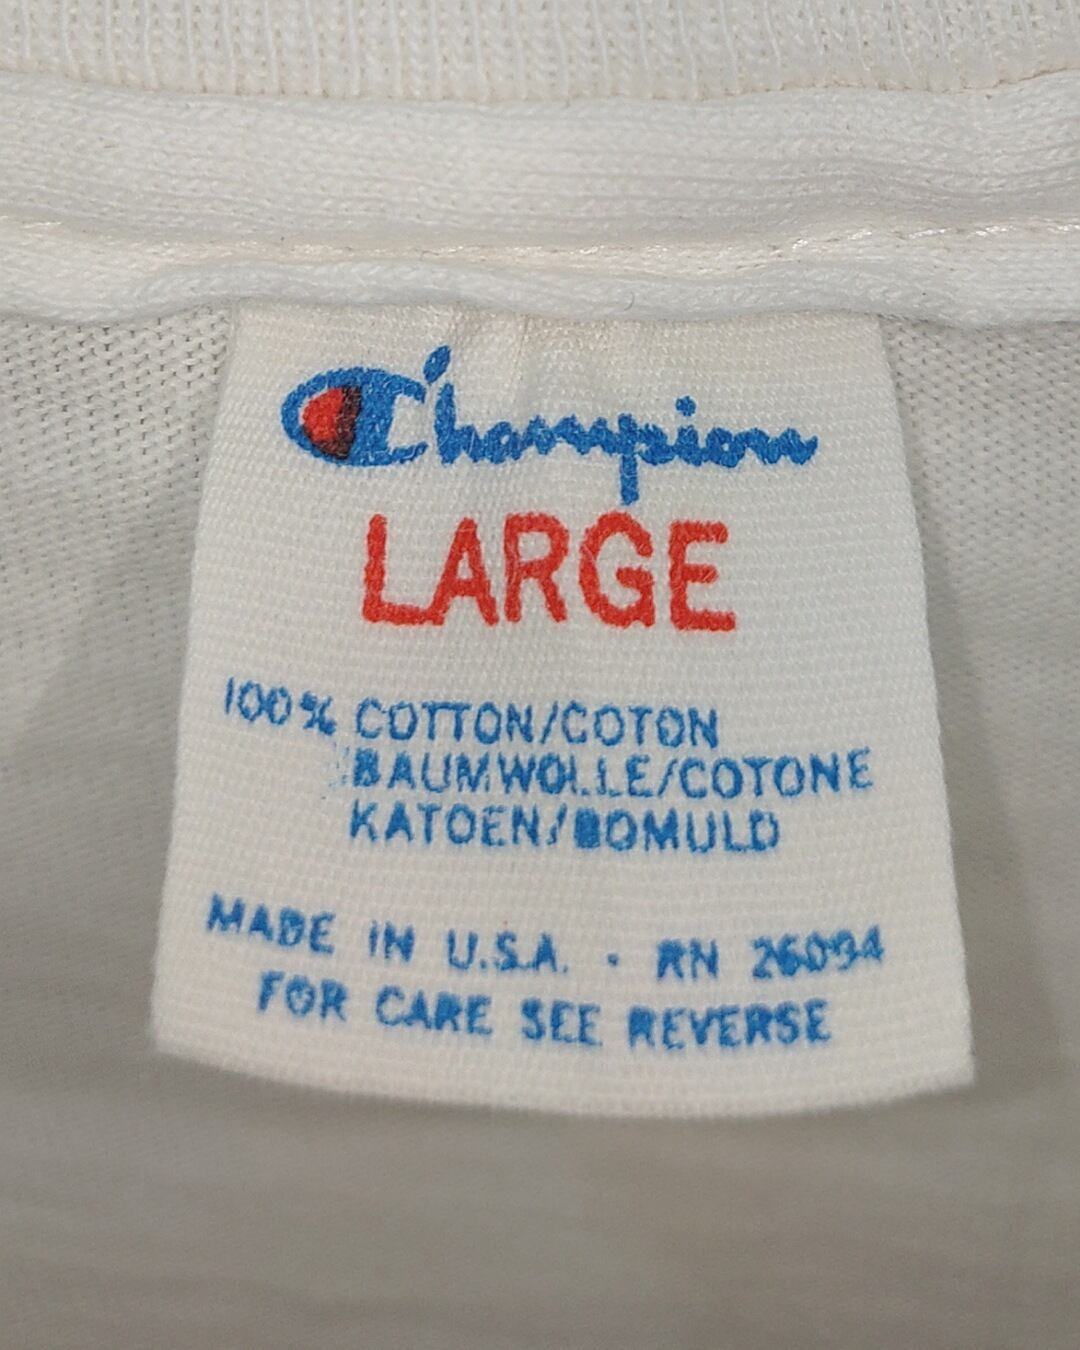 Champion
LARGE
100% COTTON/COTON
BAUMWOLLE/COTONE
KATOEN/BOMULD
MADE IN U.S.A. · RN 26094
FOR CARE SEE REVERSE